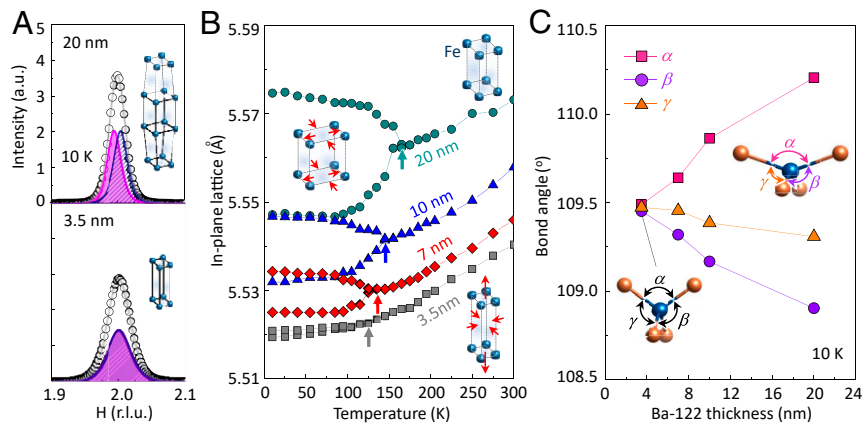 A
20 nm
10 K
Intensity (a.u.)
5
4
3
2
1
0
3.5 nm
1.9
2.0
2.1
H (r.l.u.)
B
5.59
5.57
5.55
5.53
5.51
In-plane lattice (Å)
Fe
20 nm
10 nm
7 nm
3.5nm
0
50
100
150
200
250
300
Temperature (K)
C
α
β
γ
110.0
109.5
109.0
108.5
Bond angle (°)
α
γ
β
α
γ
β
10 K
0
4
8
12
16
20
24
Ba-122 thickness (nm)